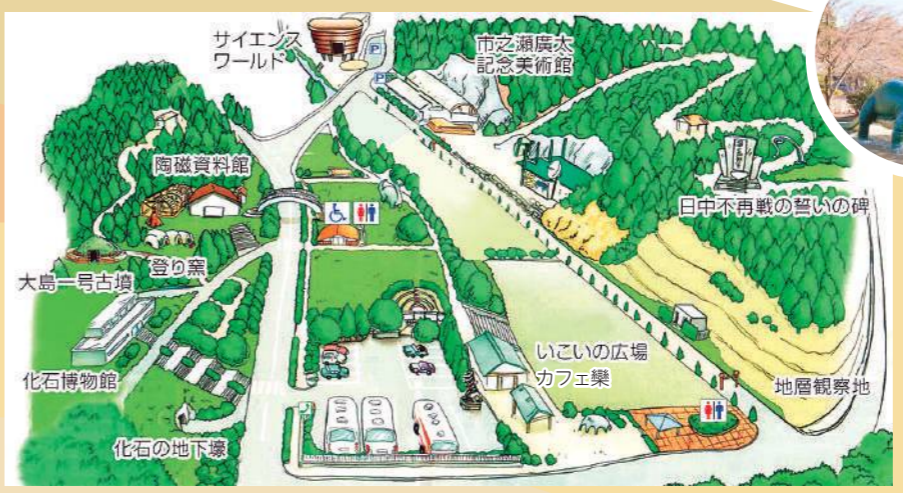 サイエンス
ワールド
P
P
市之瀬廣太
記念美術館
陶磁資料館
日中不再戦の誓いの碑
登り窯
大島一号古墳
化石博物館
いこいの広場
カフェ欒
地層観察地
化石の地下壕